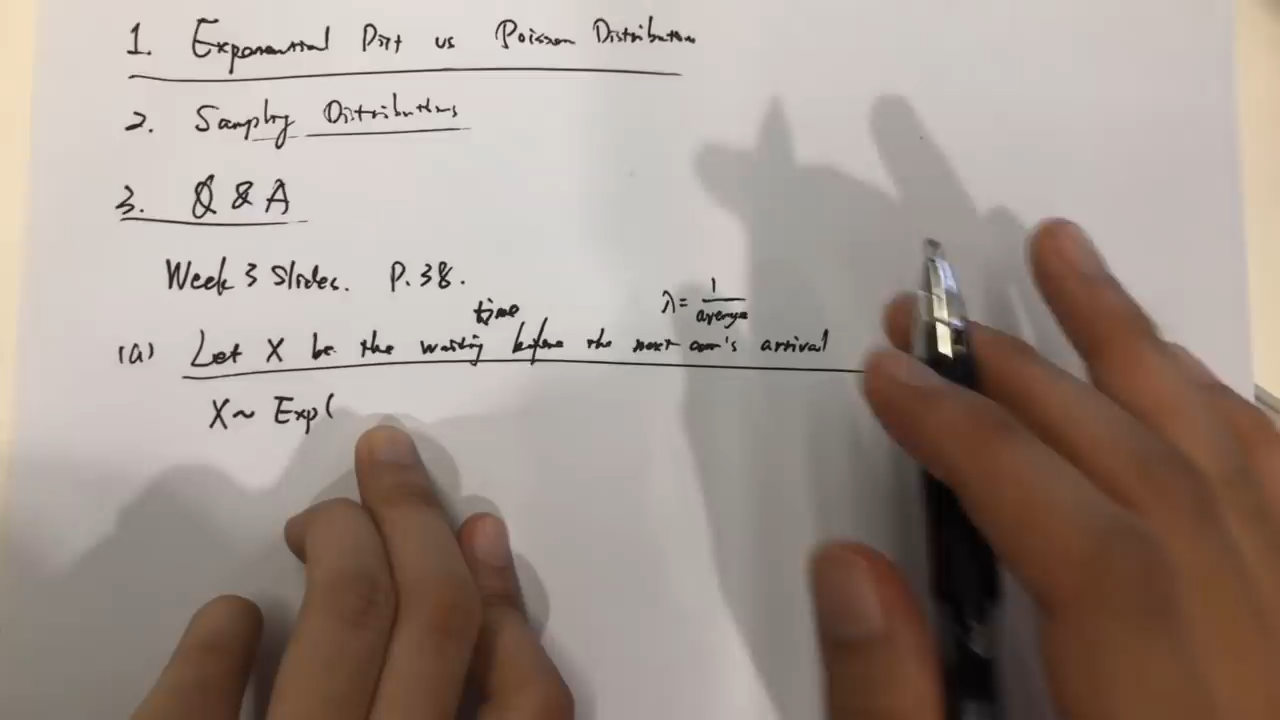 1. Exponential Dist vs Poisson Distribution
2. Sampling Distributions
3. Q & A
Week 3 Slides. P.38.
time
λ = 1/average
(a) Let X be the waiting before the next car's arrival
X ~ Exp(